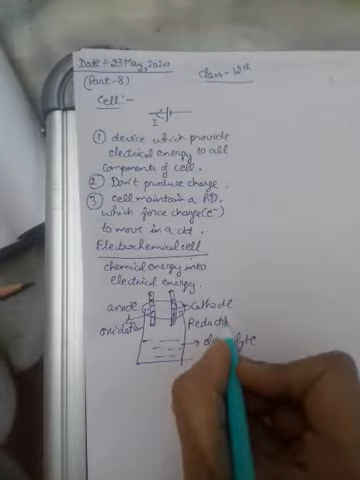 Date :- 23 May, 2020
(Part-8)
Class - 12th
Cell :-
I
① device which provide
electrical energy to all
components of cell.
② Don't produce charge.
③ cell maintain a P.D.
which force charge (e⁻)
to move in a ckt.
Electrochemical cell
chemical energy into
electrical energy.
anode
Cathode
oxidation
Reducti